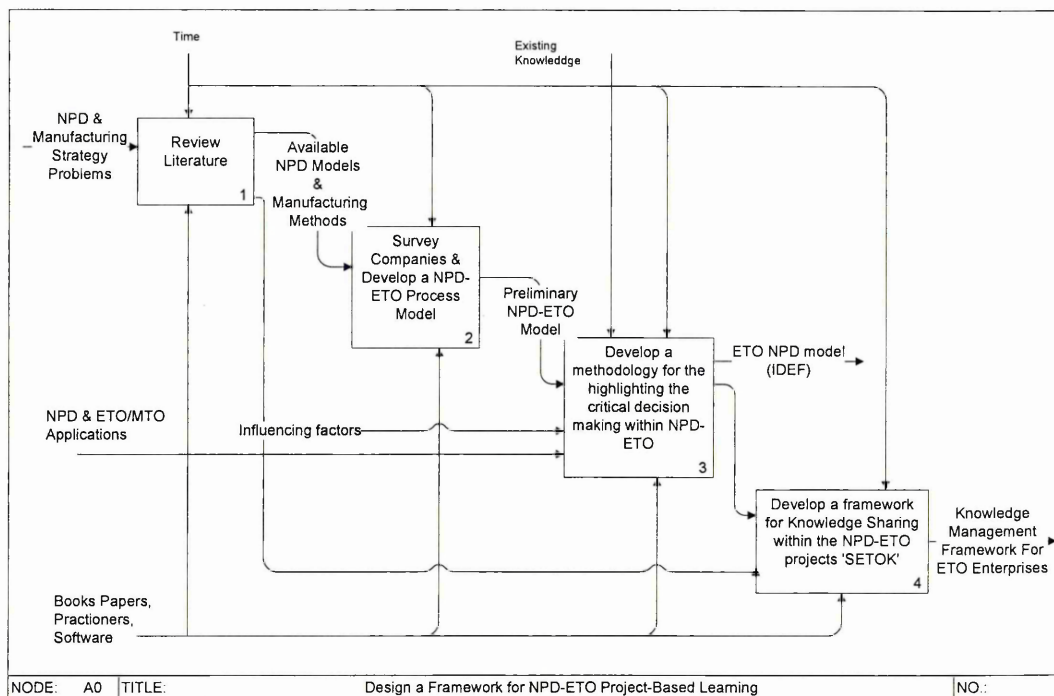 Time
Existing
Knowleddge
NPD &
Manufacturing
Strategy
Problems
Review
Literature
1
Available
NPD Models
&
Manufacturing
Methods
Survey
Companies &
Develop a NPD-
ETO Process
Model
2
Preliminary
NPD-ETO
Model
Develop a
methodology for the
highlighting the
critical decision
making within NPD-
ETO
3
ETO NPD model
(IDEF)
NPD & ETO/MTO
Applications
Influencing factors
Develop a framework
for Knowledge Sharing
within the NPD-ETO
projects 'SETOK'
4
Knowledge
Management
Framework For
ETO Enterprises
Books Papers,
Practioners,
Software
NODE: A0 TITLE: Design a Framework for NPD-ETO Project-Based Learning NO.: